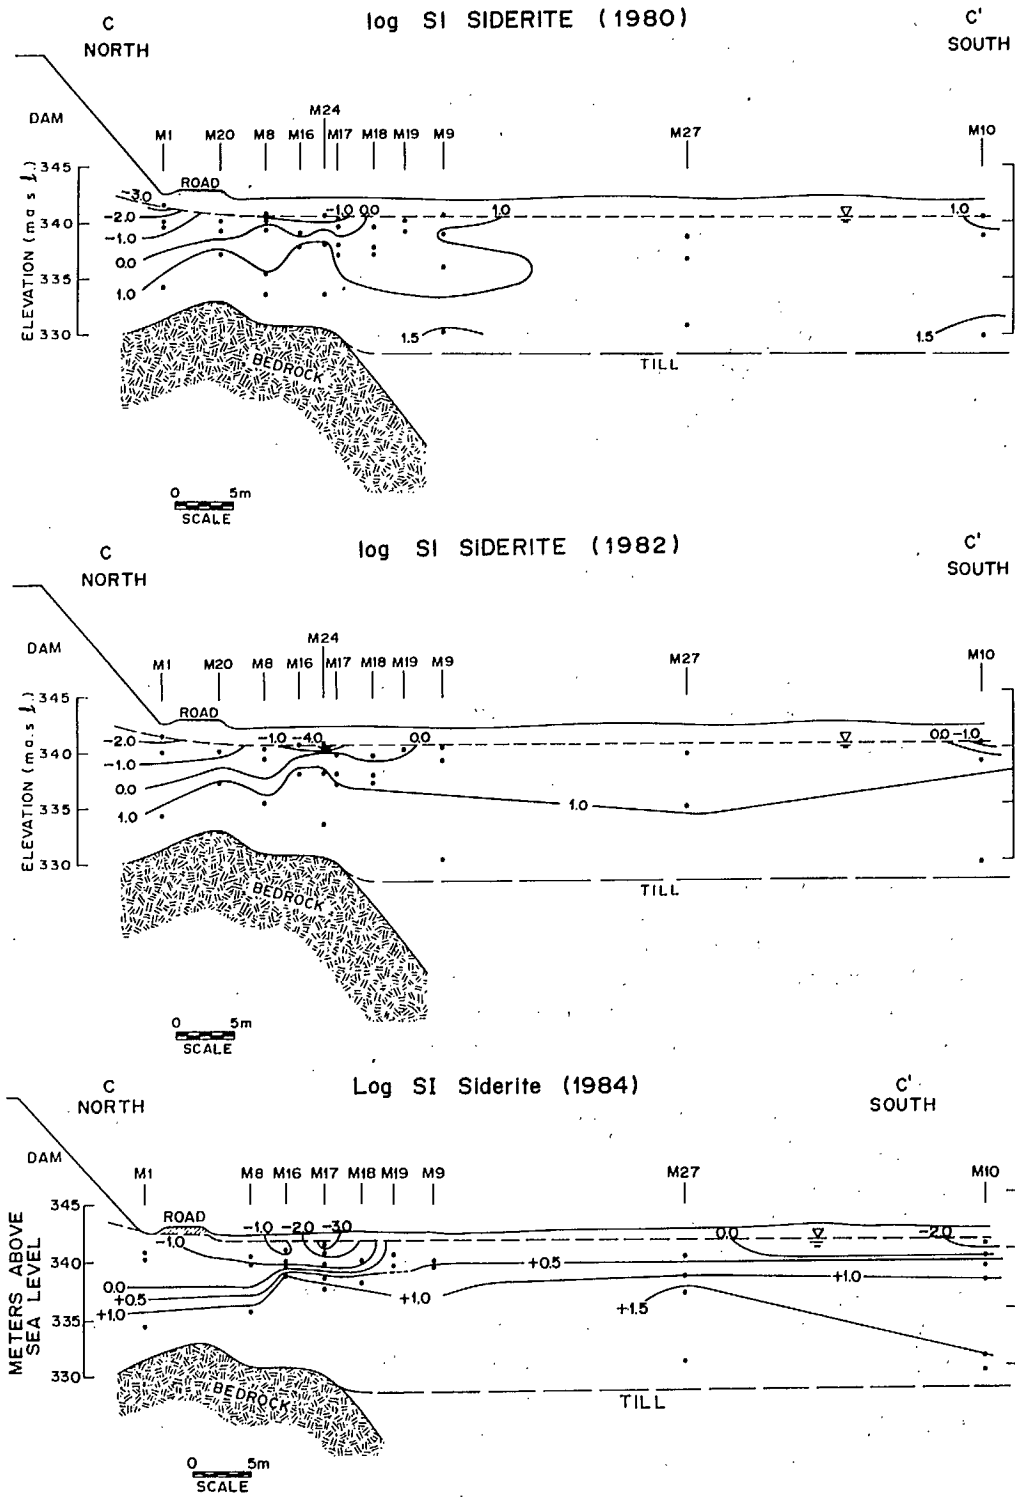 log SI SIDERITE (1980)
C
NORTH
C'
SOUTH
DAM
M1 M20 M8 M16 M24 M17 M18 M19 M9 M27 M10
ROAD
ELEVATION (m a s l.)
345
340
335
330
-3.0
-2.0
-1.0
0.0
1.0
-1.0 0.0
1.0
1.0
1.5
1.5
BEDROCK
TILL
0 5m
SCALE
log SI SIDERITE (1982)
C
NORTH
C'
SOUTH
DAM
M1 M20 M8 M16 M24 M17 M18 M19 M9 M27 M10
ROAD
ELEVATION (m a. s l.)
345
340
335
330
-2.0
-1.0
0.0
1.0
-1.0 -4.0
0.0
0.0 -1.0
1.0
BEDROCK
TILL
0 5m
SCALE
Log SI Siderite (1984)
C
NORTH
C'
SOUTH
DAM
M1 M8 M16 M17 M18 M19 M9 M27 M10
ROAD
METERS ABOVE
SEA LEVEL
345
340
335
330
-1.0
-1.0 -2.0 -3.0
0.0
-2.0
0.0
+0.5
+1.0
+0.5
+1.0
+1.0
+1.5
BEDROCK
TILL
0 5m
SCALE